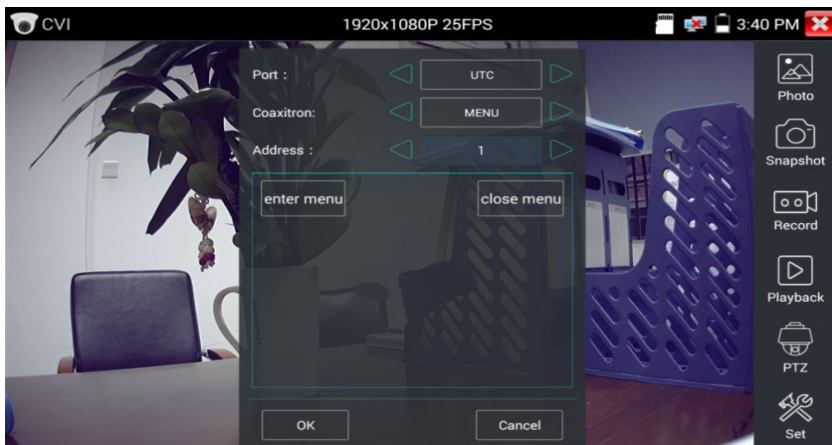 CVI 1920x1080P 25FPS 3:40 PM
Port : UTC
Coaxitron: MENU
Address : 1
enter menu close menu
OK Cancel
Photo
Snapshot
Record
Playback
PTZ
Set